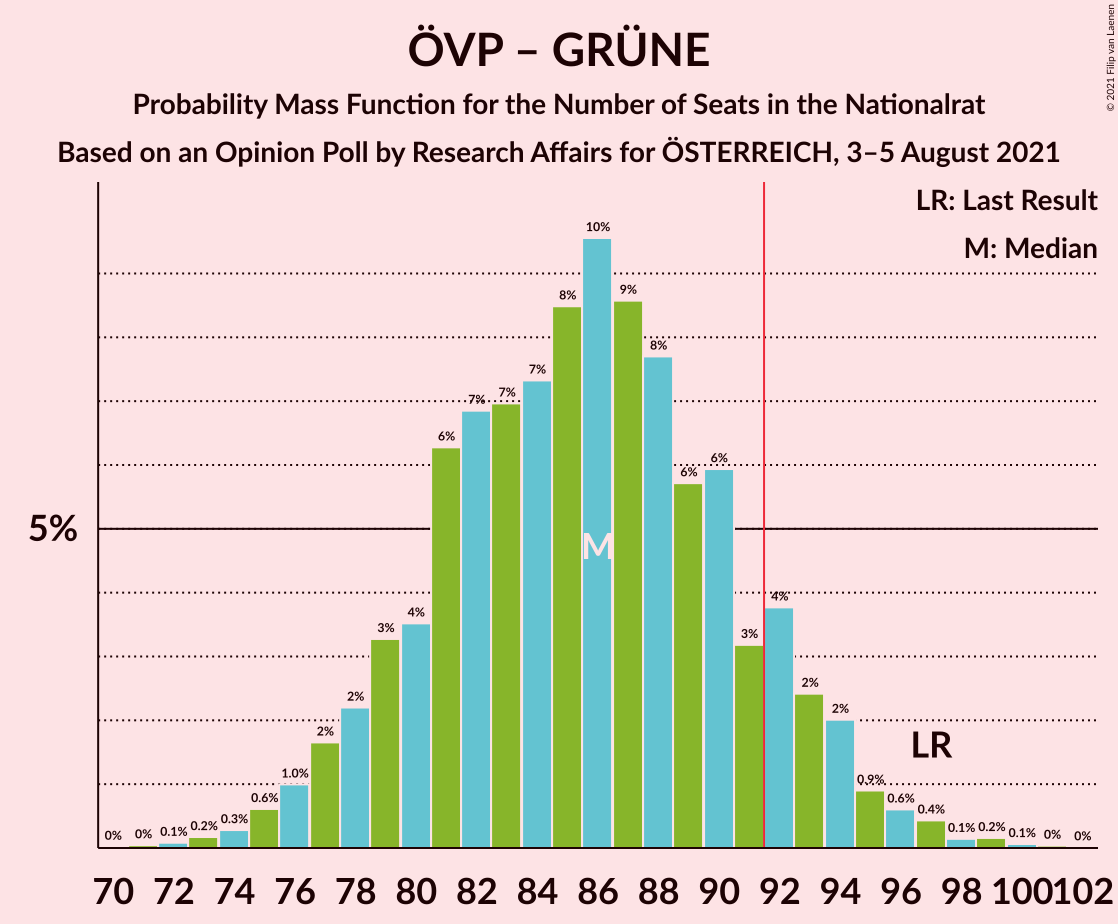 ÖVP – GRÜNE
Probability Mass Function for the Number of Seats in the Nationalrat
Based on an Opinion Poll by Research Affairs for ÖSTERREICH, 3–5 August 2021
© 2021 Filip van Laenen
LR: Last Result
M: Median
5%
0% 0% 0.1% 0.2% 0.3% 0.6% 1.0% 2% 2% 3% 4% 6% 7% 7% 7% 8% 10% 9% 8% 6% 6% 3% 4% 2% 2% 0.9% 0.6% 0.4% 0.1% 0.2% 0.1% 0% 0%
M
LR
70 72 74 76 78 80 82 84 86 88 90 92 94 96 98 100 102